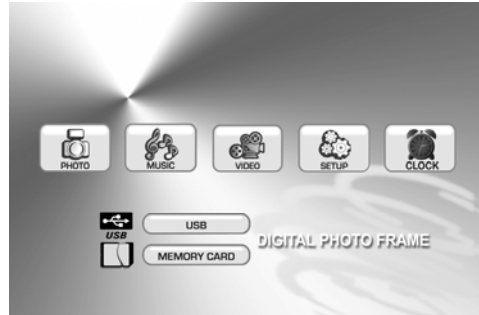 PHOTO
MUSIC
VIDEO
SETUP
CLOCK
USB
USB
DIGITAL PHOTO FRAME
MEMORY CARD